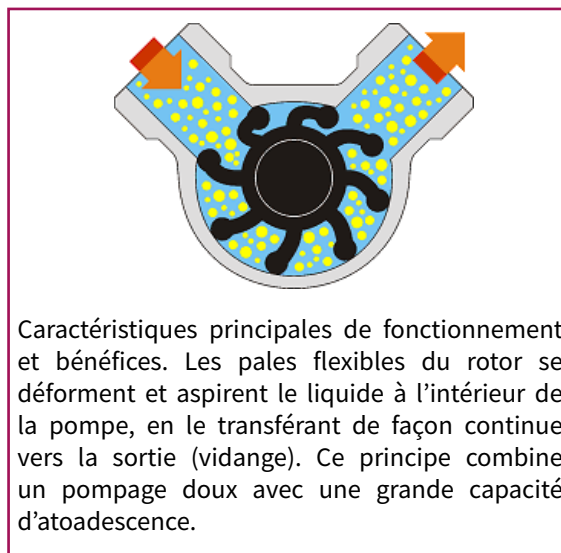 Caractéristiques principales de fonctionnement
et bénéfices. Les pales flexibles du rotor se
déforment et aspirent le liquide à l’intérieur de
la pompe, en le transférant de façon continue
vers la sortie (vidange). Ce principe combine
un pompage doux avec une grande capacité
d’atoadescence.